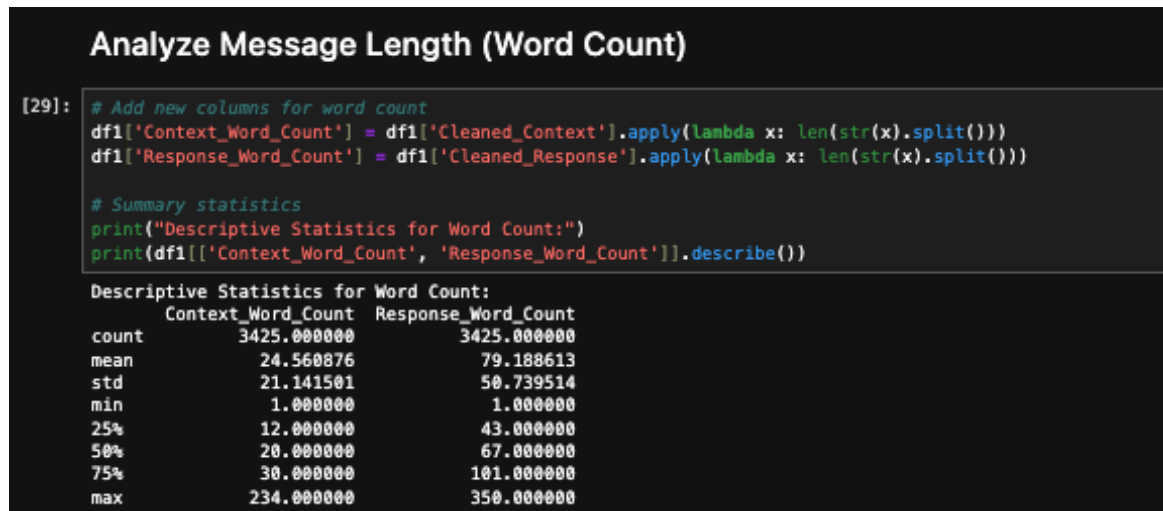 Analyze Message Length (Word Count)
[29]: # Add new columns for word count
df1['Context_Word_Count'] = df1['Cleaned_Context'].apply(lambda x: len(str(x).split()))
df1['Response_Word_Count'] = df1['Cleaned_Response'].apply(lambda x: len(str(x).split()))
# Summary statistics
print("Descriptive Statistics for Word Count:")
print(df1[['Context_Word_Count', 'Response_Word_Count']].describe())
Descriptive Statistics for Word Count:
Context_Word_Count Response_Word_Count
count 3425.000000 3425.000000
mean 24.560876 79.188613
std 21.141501 50.739514
min 1.000000 1.000000
25% 12.000000 43.000000
50% 20.000000 67.000000
75% 30.000000 101.000000
max 234.000000 350.000000